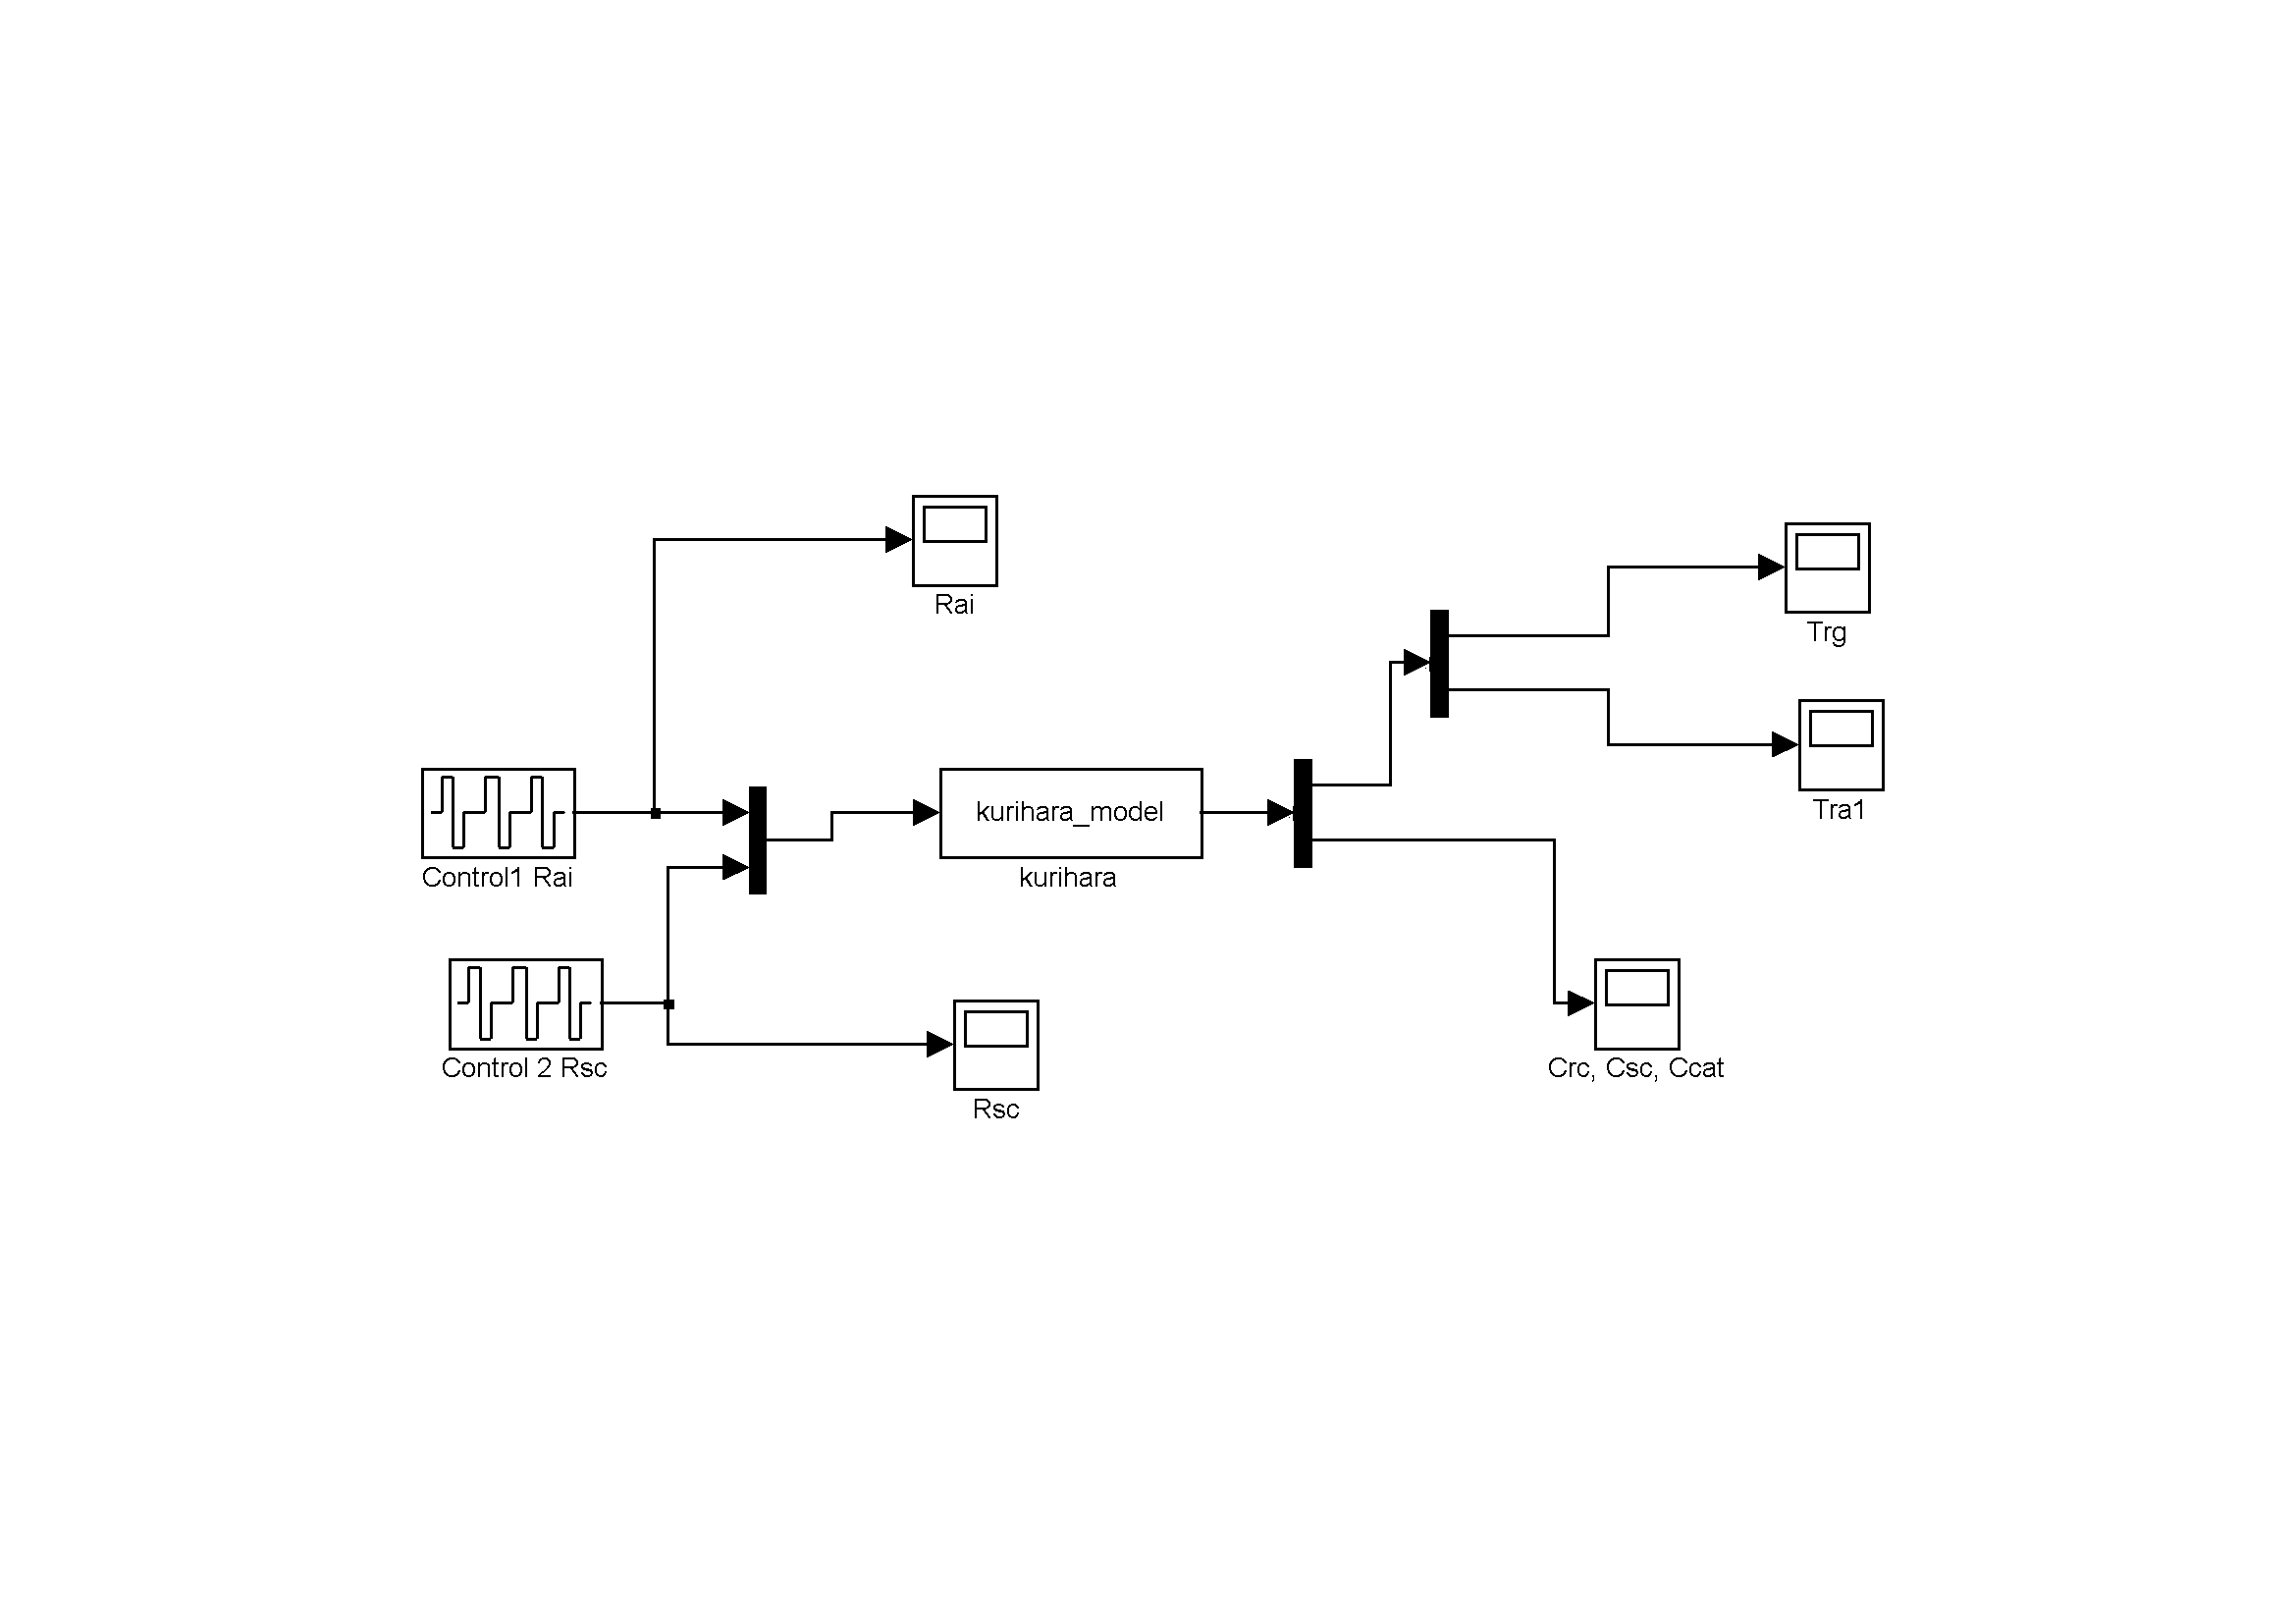 Rai
Trg
Tra1
kurihara_model
Control1 Rai
kurihara
Control 2 Rsc
Crc, Csc, Ccat
Rsc